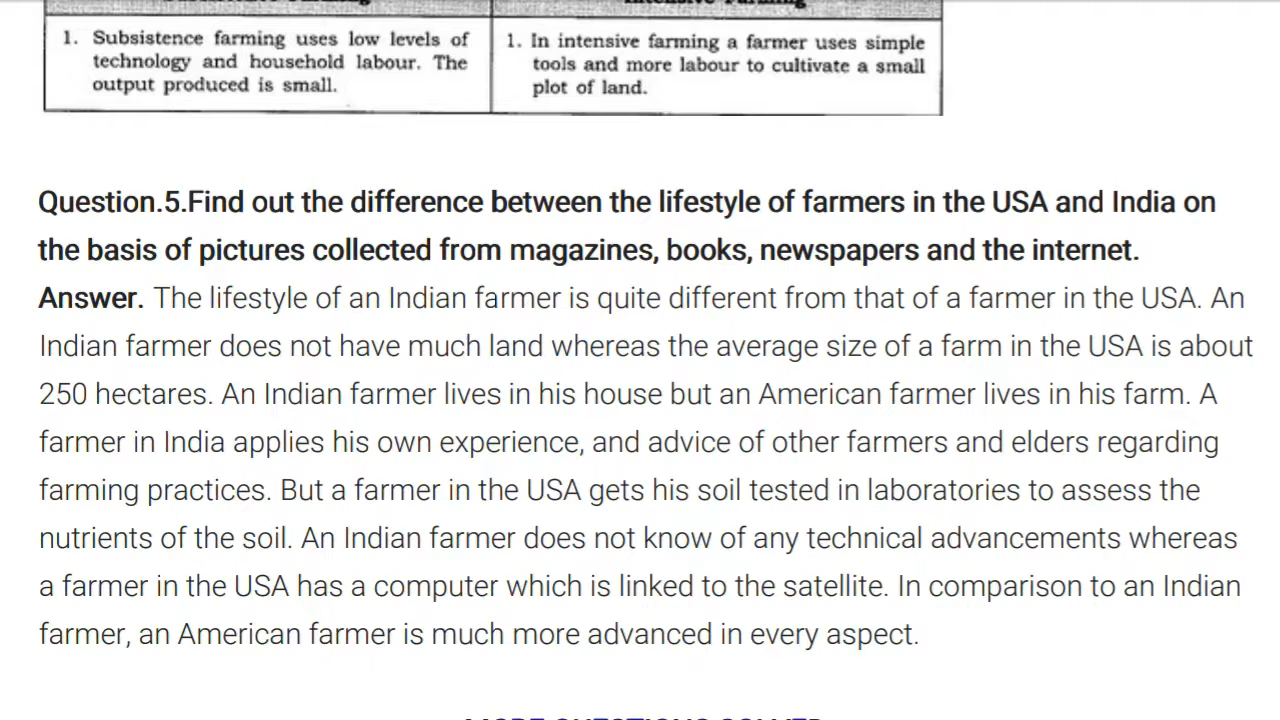 1. Subsistence farming uses low levels of
technology and household labour. The
output produced is small.
1. In intensive farming a farmer uses simple
tools and more labour to cultivate a small
plot of land.
Question.5.Find out the difference between the lifestyle of farmers in the USA and India on
the basis of pictures collected from magazines, books, newspapers and the internet.
Answer. The lifestyle of an Indian farmer is quite different from that of a farmer in the USA. An
Indian farmer does not have much land whereas the average size of a farm in the USA is about
250 hectares. An Indian farmer lives in his house but an American farmer lives in his farm. A
farmer in India applies his own experience, and advice of other farmers and elders regarding
farming practices. But a farmer in the USA gets his soil tested in laboratories to assess the
nutrients of the soil. An Indian farmer does not know of any technical advancements whereas
a farmer in the USA has a computer which is linked to the satellite. In comparison to an Indian
farmer, an American farmer is much more advanced in every aspect.
MORE QUESTIONS SOLVED